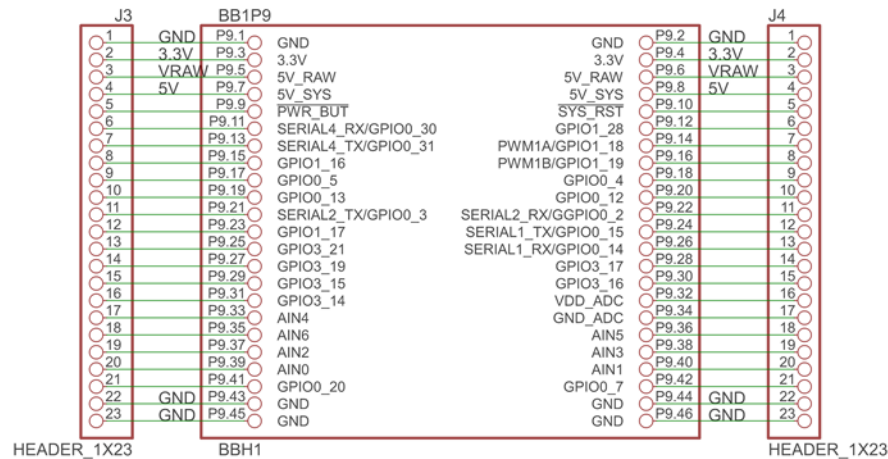 J3 BB1P9 J4
1 GND P9.1 GND GND P9.2 GND 1
2 3.3V P9.3 3.3V 3.3V P9.4 3.3V 2
3 VRAW P9.5 5V_RAW 5V_RAW P9.6 VRAW 3
4 5V P9.7 5V_SYS 5V_SYS P9.8 5V 4
5 P9.9 PWR_BUT SYS_RST P9.10 5
6 P9.11 SERIAL4_RX/GPIO0_30 GPIO1_28 P9.12 6
7 P9.13 SERIAL4_TX/GPIO0_31 PWM1A/GPIO1_18 P9.14 7
8 P9.15 GPIO1_16 PWM1B/GPIO1_19 P9.16 8
9 P9.17 GPIO0_5 GPIO0_4 P9.18 9
10 P9.19 GPIO0_13 GPIO0_12 P9.20 10
11 P9.21 SERIAL2_TX/GPIO0_3 SERIAL2_RX/GGPIO0_2 P9.22 11
12 P9.23 GPIO1_17 SERIAL1_TX/GPIO0_15 P9.24 12
13 P9.25 GPIO3_21 SERIAL1_RX/GPIO0_14 P9.26 13
14 P9.27 GPIO3_19 GPIO3_17 P9.28 14
15 P9.29 GPIO3_15 GPIO3_16 P9.30 15
16 P9.31 GPIO3_14 VDD_ADC P9.32 16
17 P9.33 AIN4 GND_ADC P9.34 17
18 P9.35 AIN6 AIN5 P9.36 18
19 P9.37 AIN2 AIN3 P9.38 19
20 P9.39 AIN0 AIN1 P9.40 20
21 P9.41 GPIO0_20 GPIO0_7 P9.42 21
22 GND P9.43 GND GND P9.44 GND 22
23 GND P9.45 GND GND P9.46 GND 23
HEADER_1X23 BBH1 HEADER_1X23